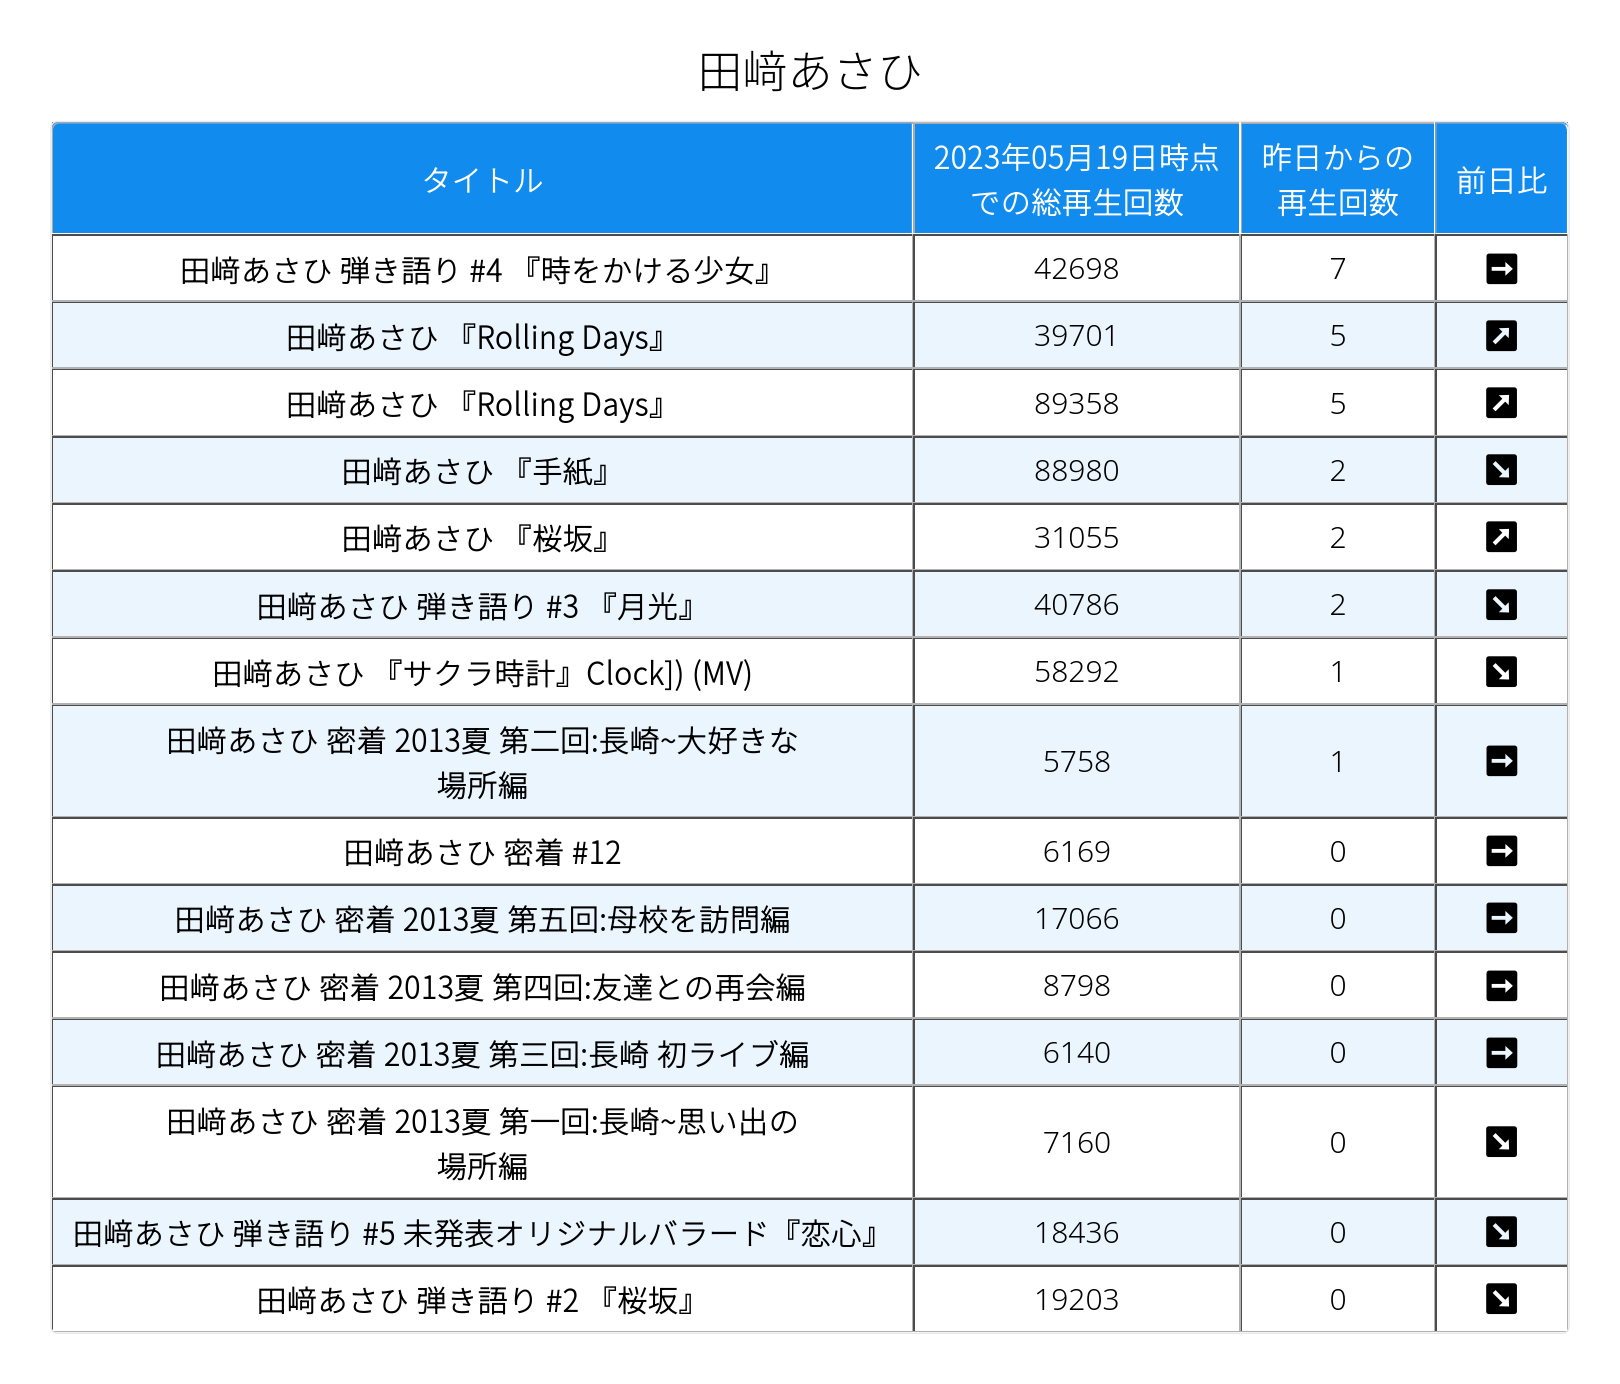 田﨑あさひ
タイトル
2023年05月19日時点
での総再生回数
昨日からの
再生回数
前日比
田﨑あさひ 弾き語り #4 『時をかける少女』 42698 7
田﨑あさひ 『Rolling Days』 39701 5
田﨑あさひ 『Rolling Days』 89358 5
田﨑あさひ 『手紙』 88980 2
田﨑あさひ 『桜坂』 31055 2
田﨑あさひ 弾き語り #3 『月光』 40786 2
田﨑あさひ 『サクラ時計』Clock]) (MV) 58292 1
田﨑あさひ 密着 2013夏 第二回:長崎~大好きな
場所編 5758 1
田﨑あさひ 密着 #12 6169 0
田﨑あさひ 密着 2013夏 第五回:母校を訪問編 17066 0
田﨑あさひ 密着 2013夏 第四回:友達との再会編 8798 0
田﨑あさひ 密着 2013夏 第三回:長崎 初ライブ編 6140 0
田﨑あさひ 密着 2013夏 第一回:長崎~思い出の
場所編 7160 0
田﨑あさひ 弾き語り #5 未発表オリジナルバラード『恋心』 18436 0
田﨑あさひ 弾き語り #2 『桜坂』 19203 0